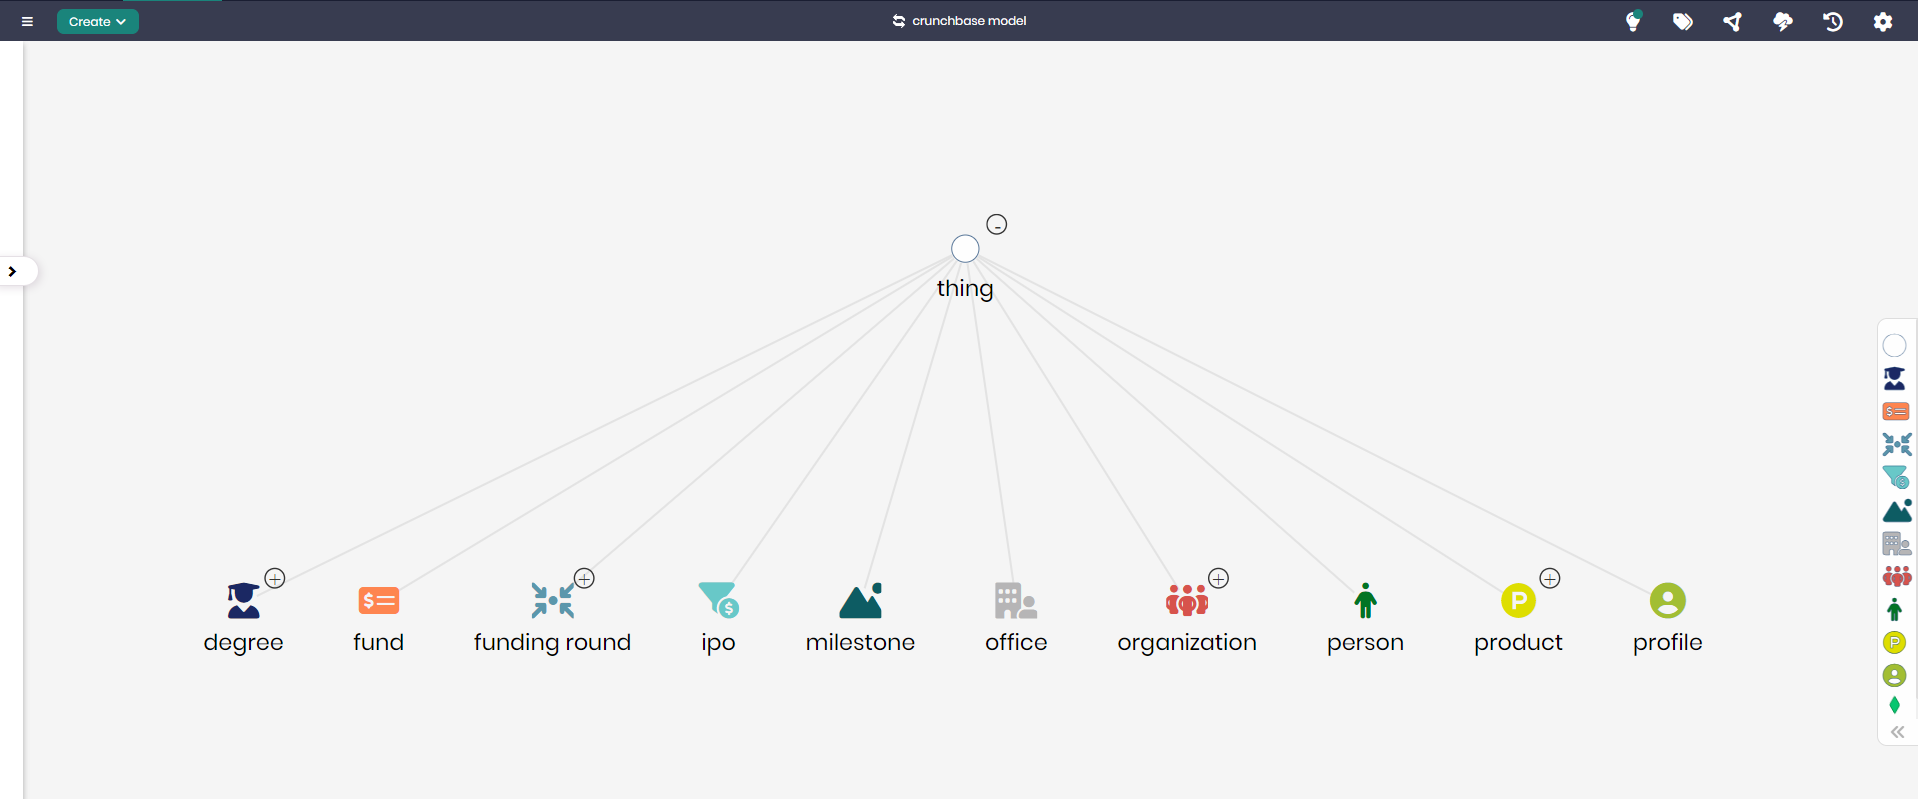 Create
crunchbase model
thing
degree
fund
funding round
ipo
milestone
office
organization
person
product
profile